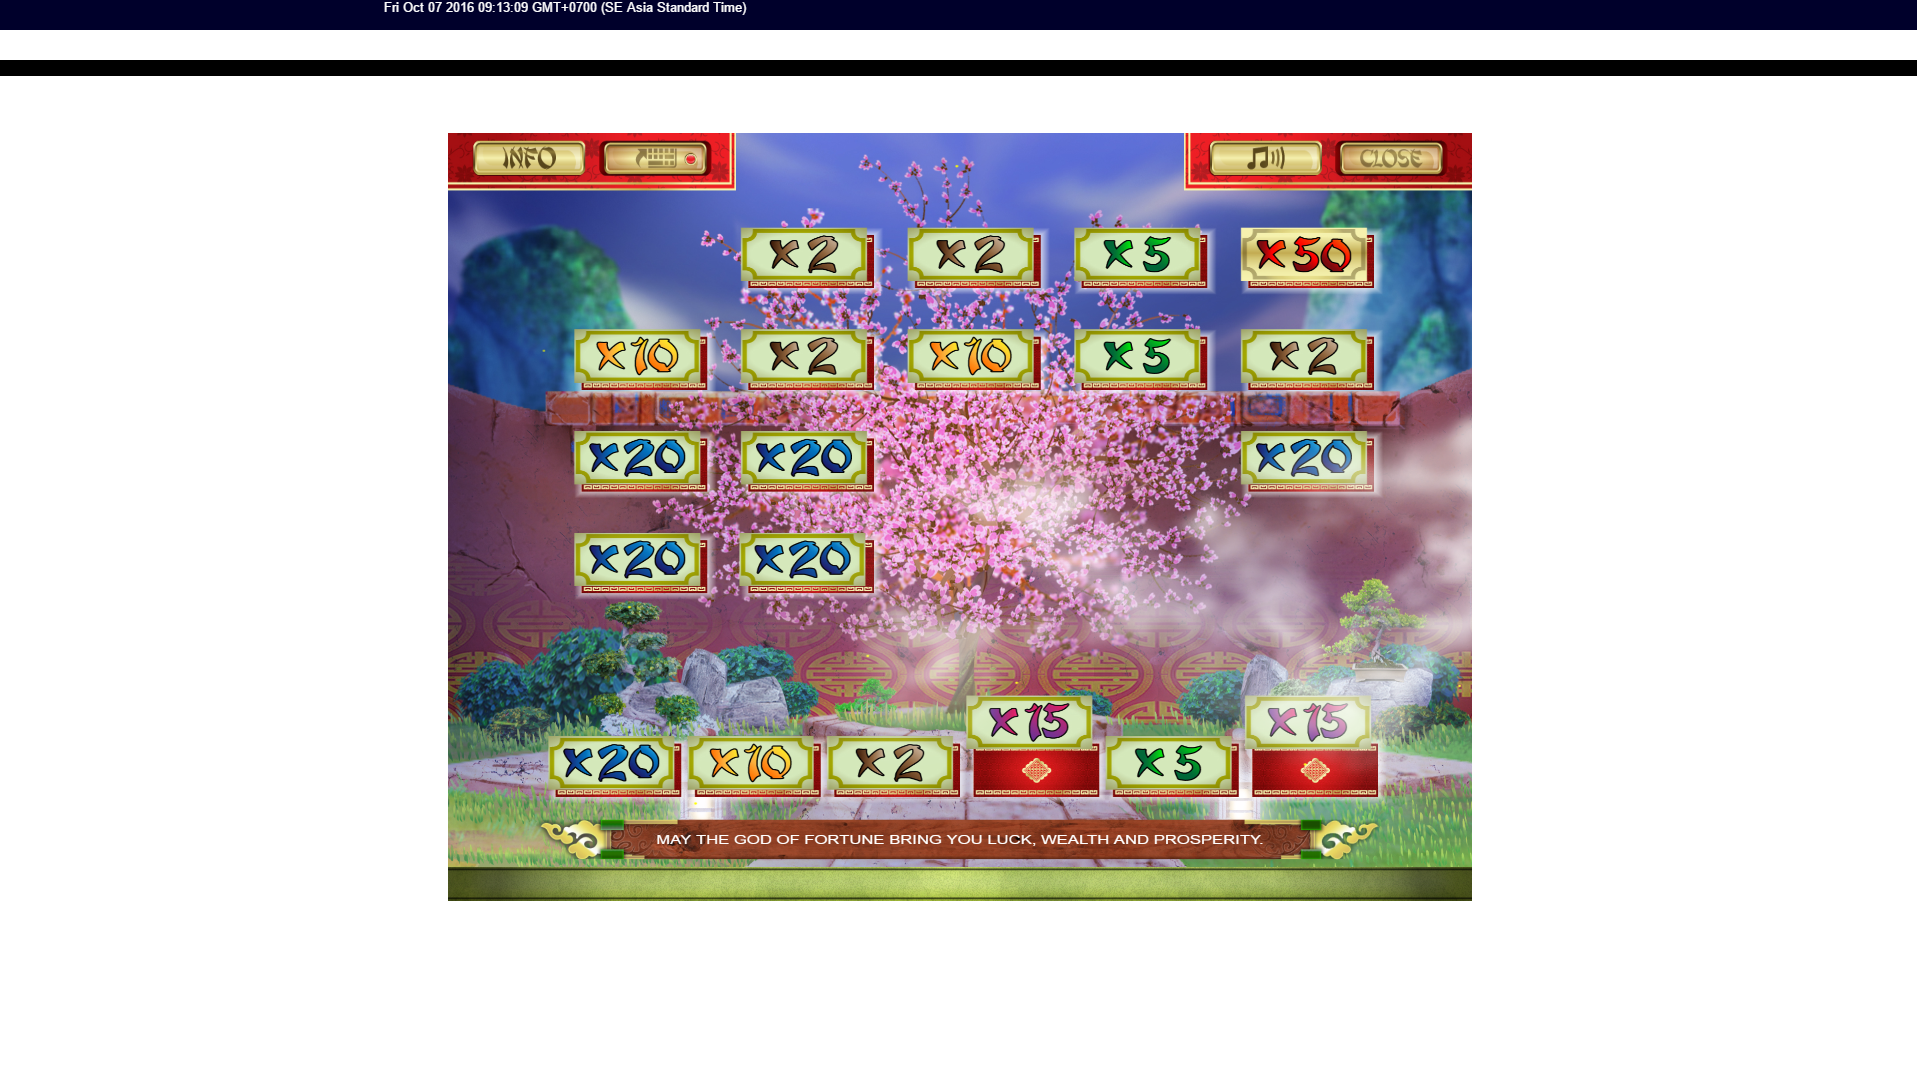 Fri Oct 07 2016 09:13:09 GMT+0700 (SE Asia Standard Time)
INFO CLOSE
x2 x2 x5 x50
x10 x2 x10 x5 x2
x20 x20 x20
x20 x20
x15 x15
x20 x10 x2 x5
MAY THE GOD OF FORTUNE BRING YOU LUCK, WEALTH AND PROSPERITY.